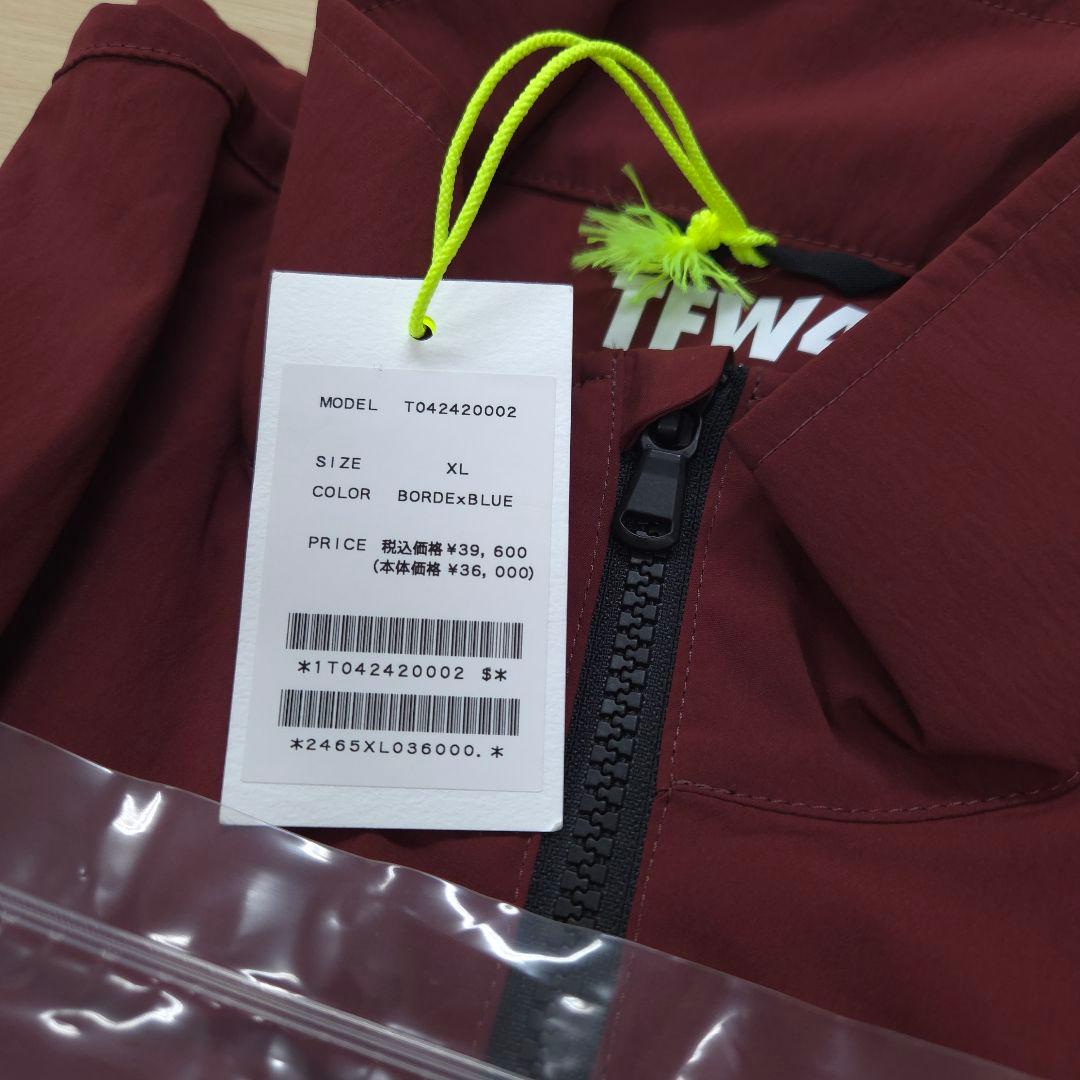 TFW4
MODEL T042420002
SIZE XL
COLOR BORDExBLUE
PRICE 税込価格 ¥39, 600
(本体価格 ¥36, 000)
*1T042420002 $*
*2465XL036000. *